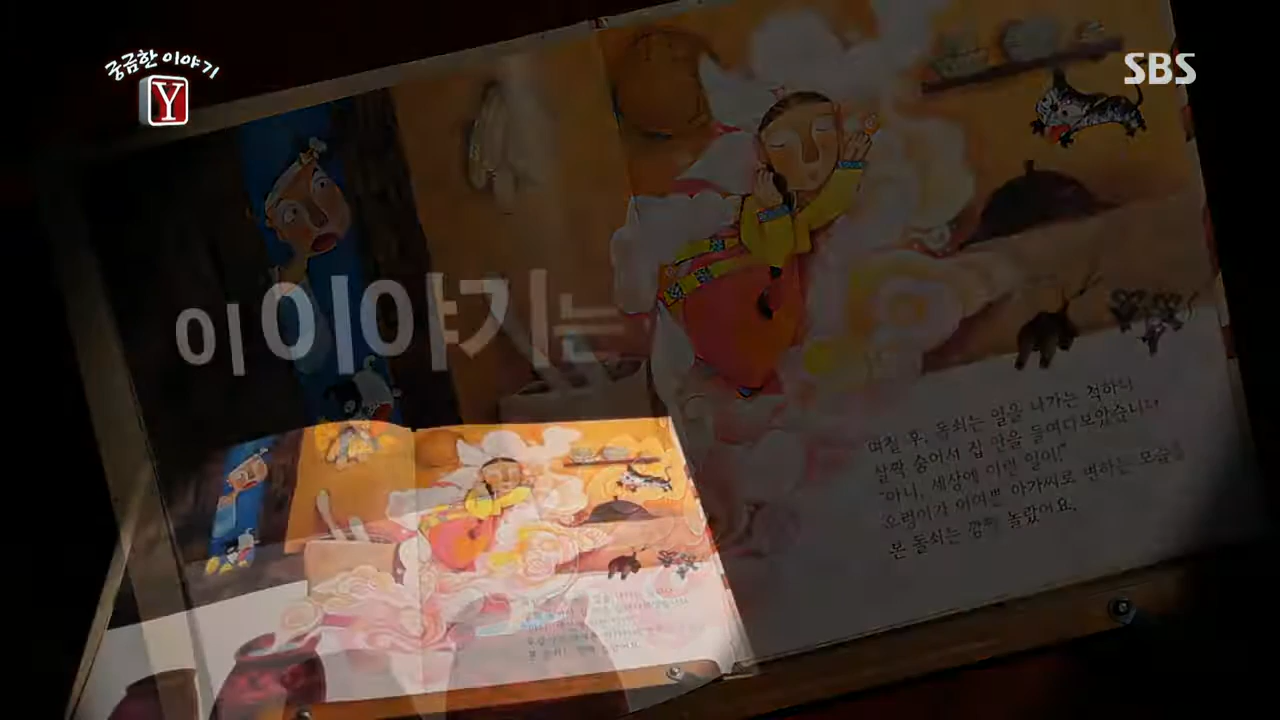 궁금한 이야기
Y
SBS
이 이야기는
며칠 후, 돌쇠는 일을 나가는 척하다
살짝 숨어서 집 안을 들여다보았습니다.
"아니, 세상에 이런 일이!"
우렁이가 어여쁜 아가씨로 변하는 모습을
본 돌쇠는 깜짝 놀랐어요.